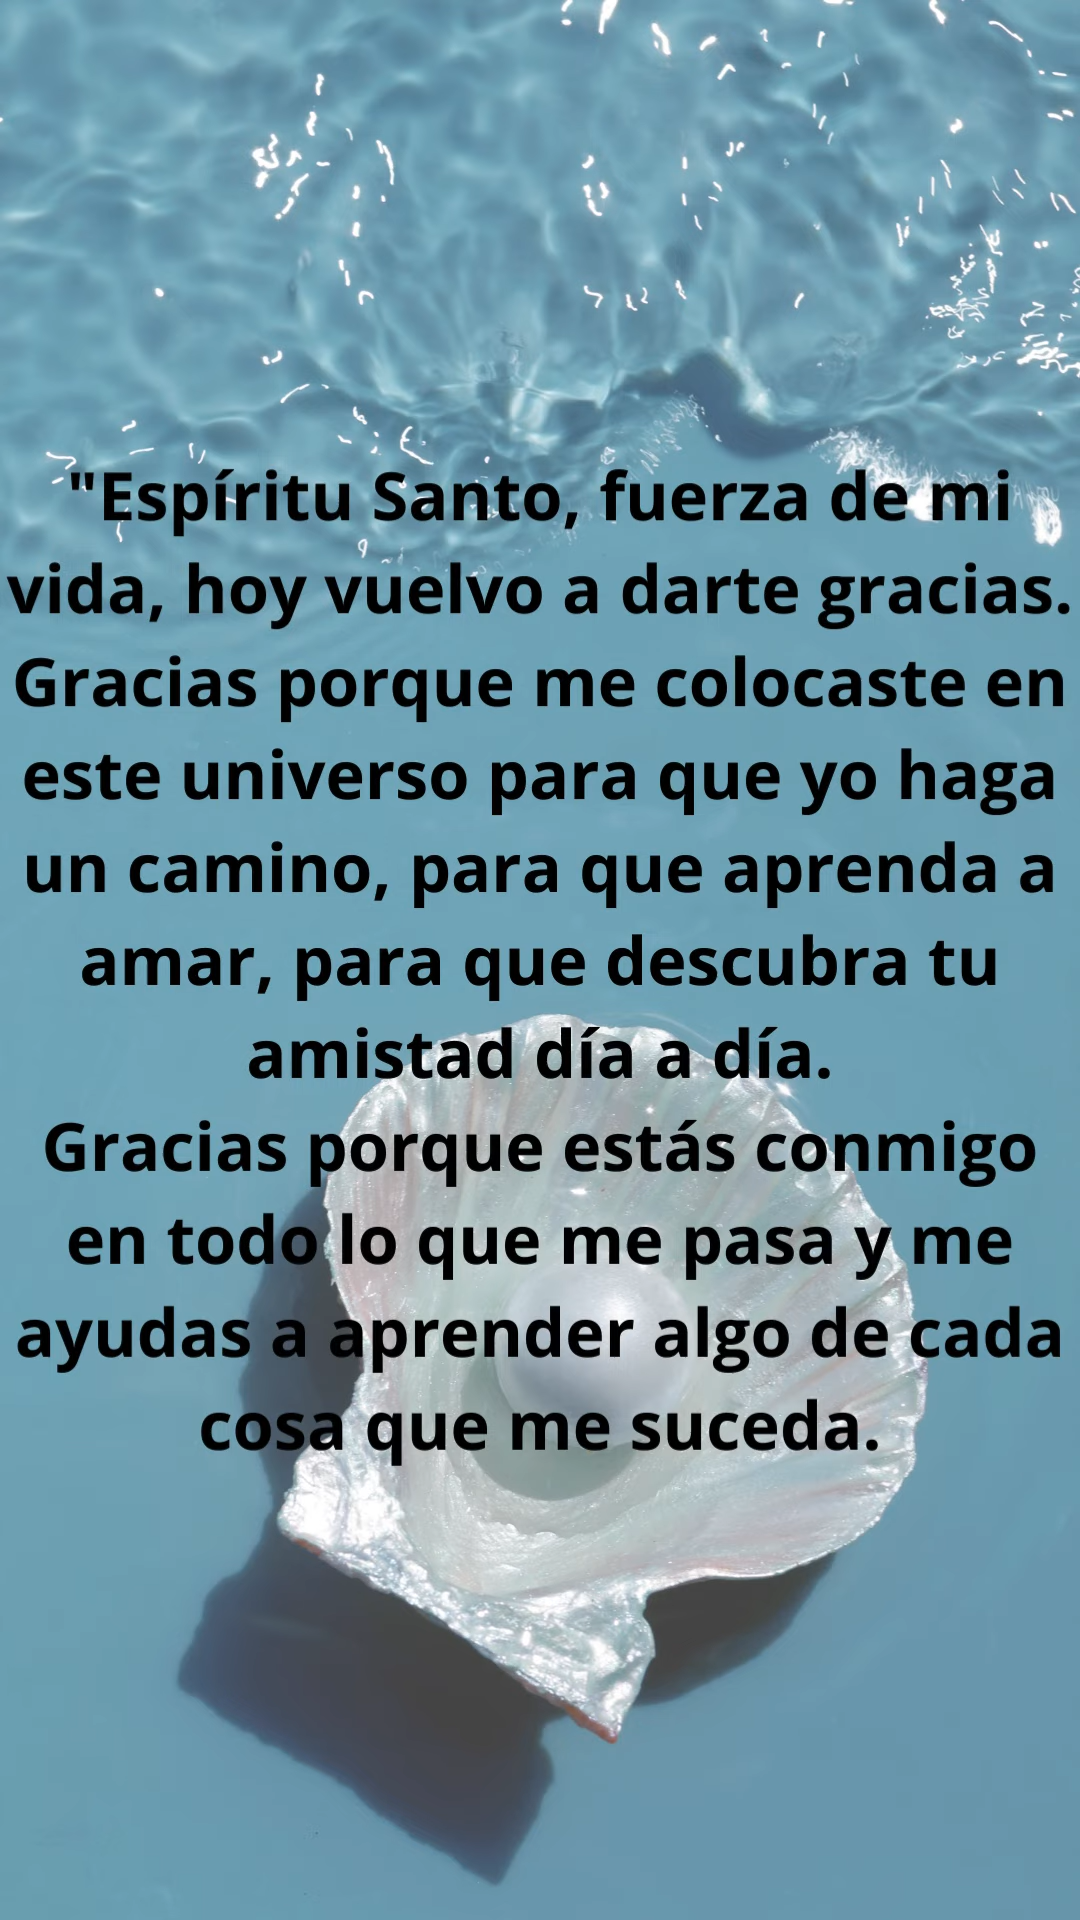 "Espíritu Santo, fuerza de mi
vida, hoy vuelvo a darte gracias.
Gracias porque me colocaste en
este universo para que yo haga
un camino, para que aprenda a
amar, para que descubra tu
amistad día a día.
Gracias porque estás conmigo
en todo lo que me pasa y me
ayudas a aprender algo de cada
cosa que me suceda.